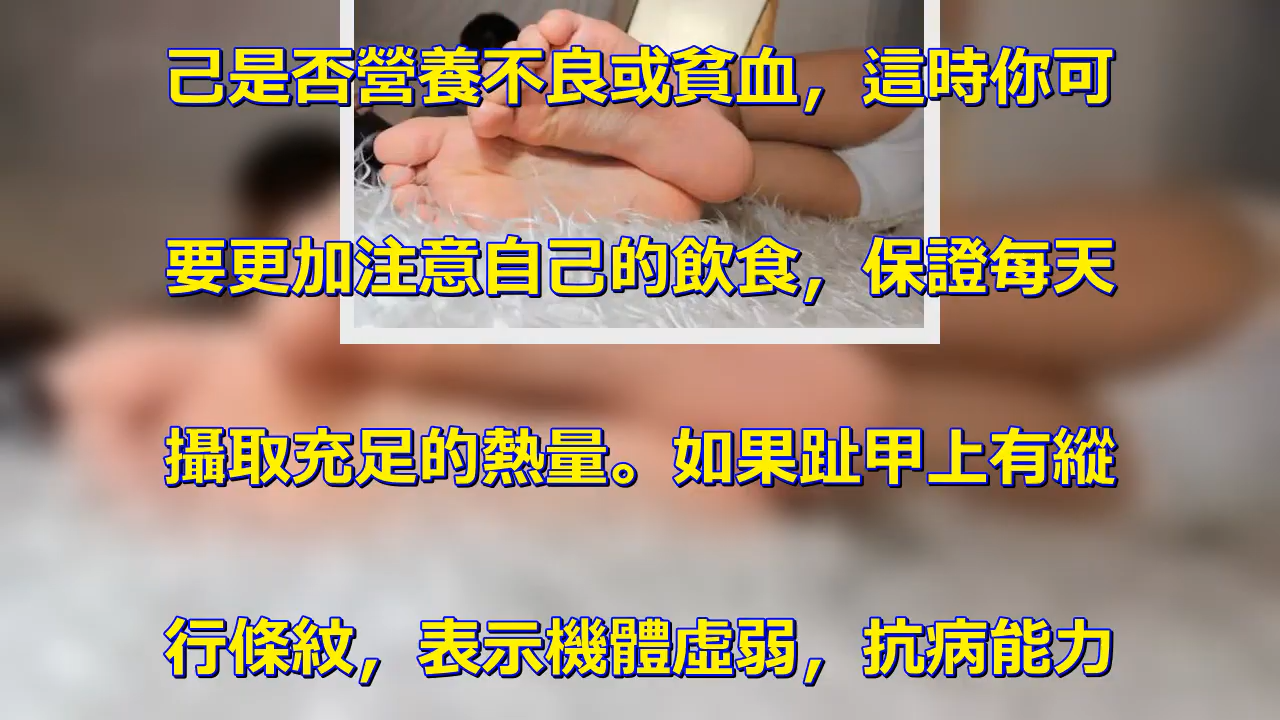 己是否營養不良或貧血，這時你可
要更加注意自己的飲食，保證每天
攝取充足的熱量。如果趾甲上有縱
行條紋，表示機體虛弱，抗病能力